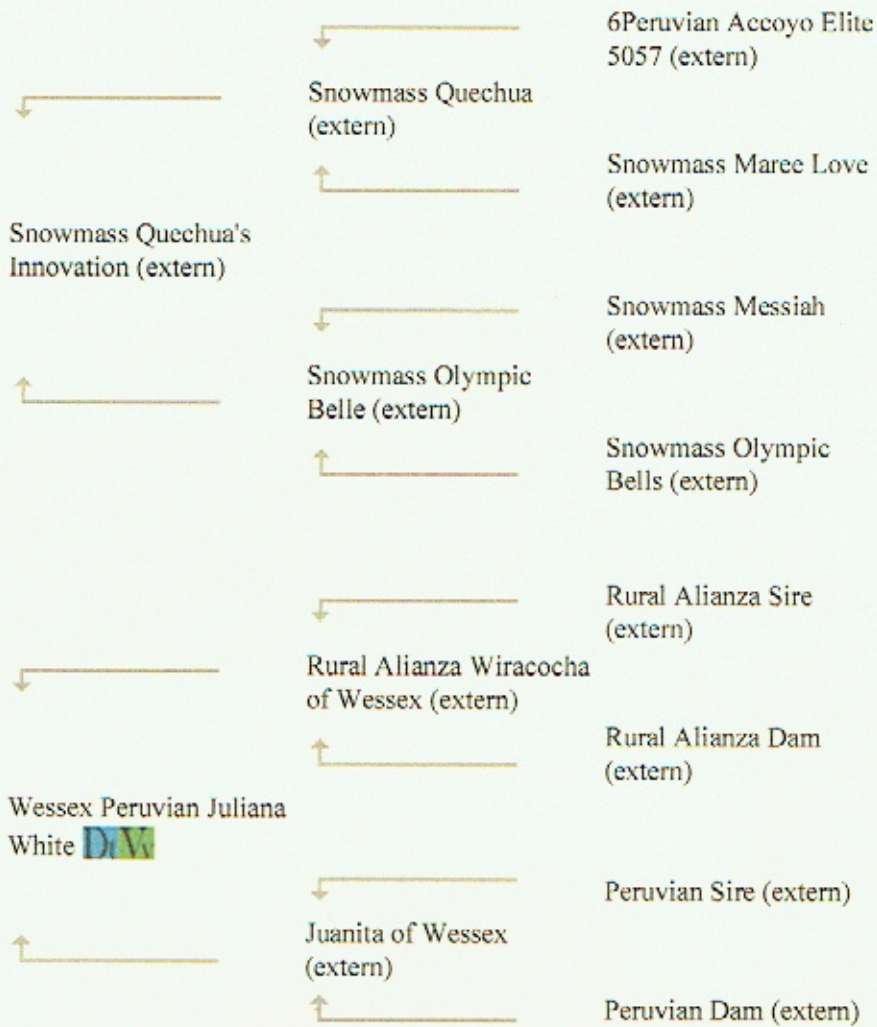 6Peruvian Accoyo Elite
5057 (extern)
Snowmass Quechua
(extern)
Snowmass Maree Love
(extern)
Snowmass Quechua's
Innovation (extern)
Snowmass Messiah
(extern)
Snowmass Olympic
Belle (extern)
Snowmass Olympic
Bells (extern)
Rural Alianza Sire
(extern)
Rural Alianza Wiracocha
of Wessex (extern)
Rural Alianza Dam
(extern)
Wessex Peruvian Juliana
White
Peruvian Sire (extern)
Juanita of Wessex
(extern)
Peruvian Dam (extern)